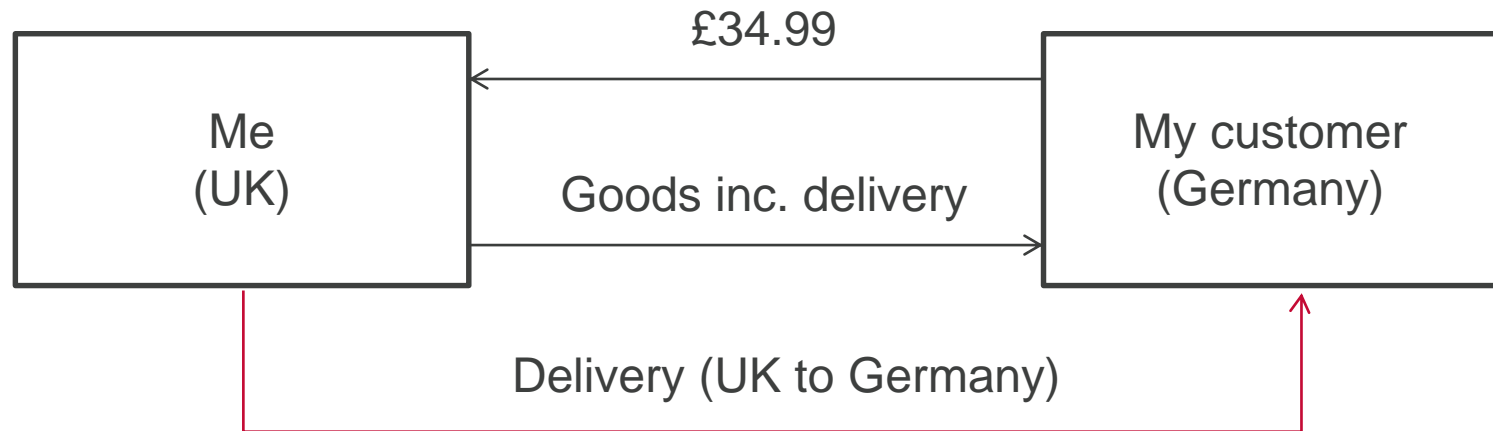 £34.99
Me
(UK)
My customer
(Germany)
Goods inc. delivery
Delivery (UK to Germany)